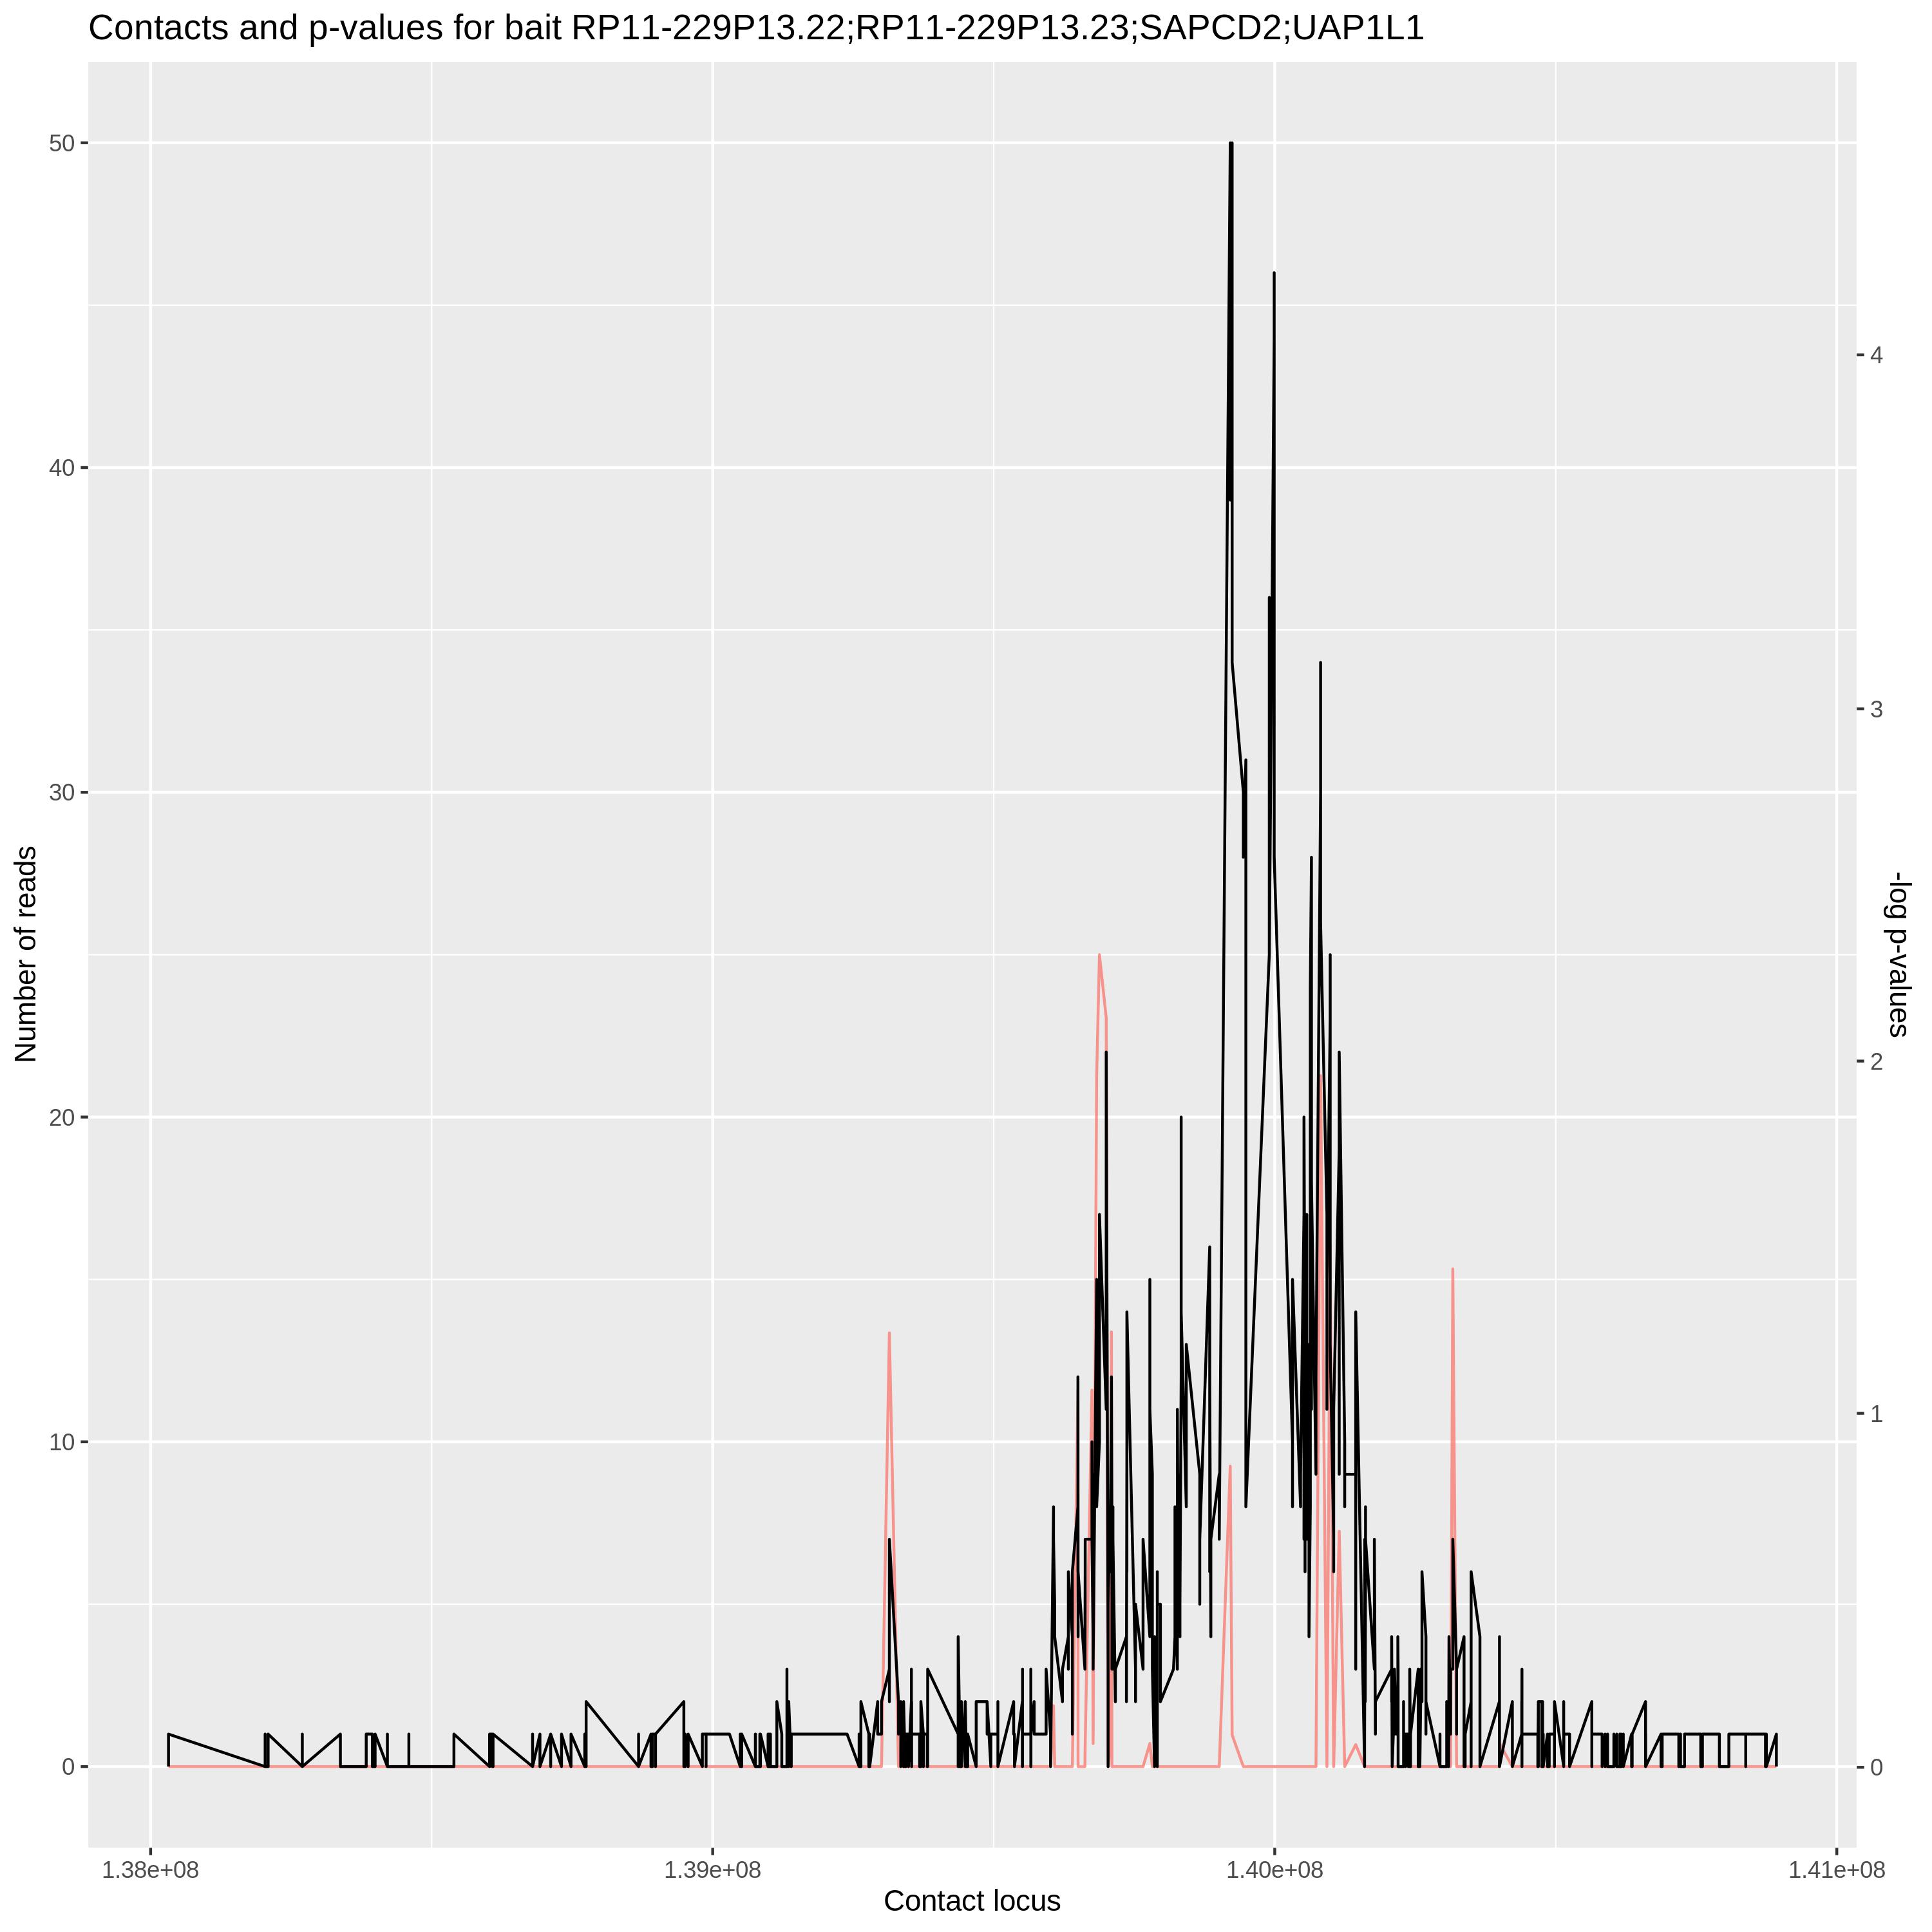 Contacts and p-values for bait RP11-229P13.22;RP11-229P13.23;SAPCD2;UAP1L1
50
40
30
20
10
0
Number of reads
4
3
2
1
0
-log p-values
1.38e+08
1.39e+08
1.40e+08
1.41e+08
Contact locus